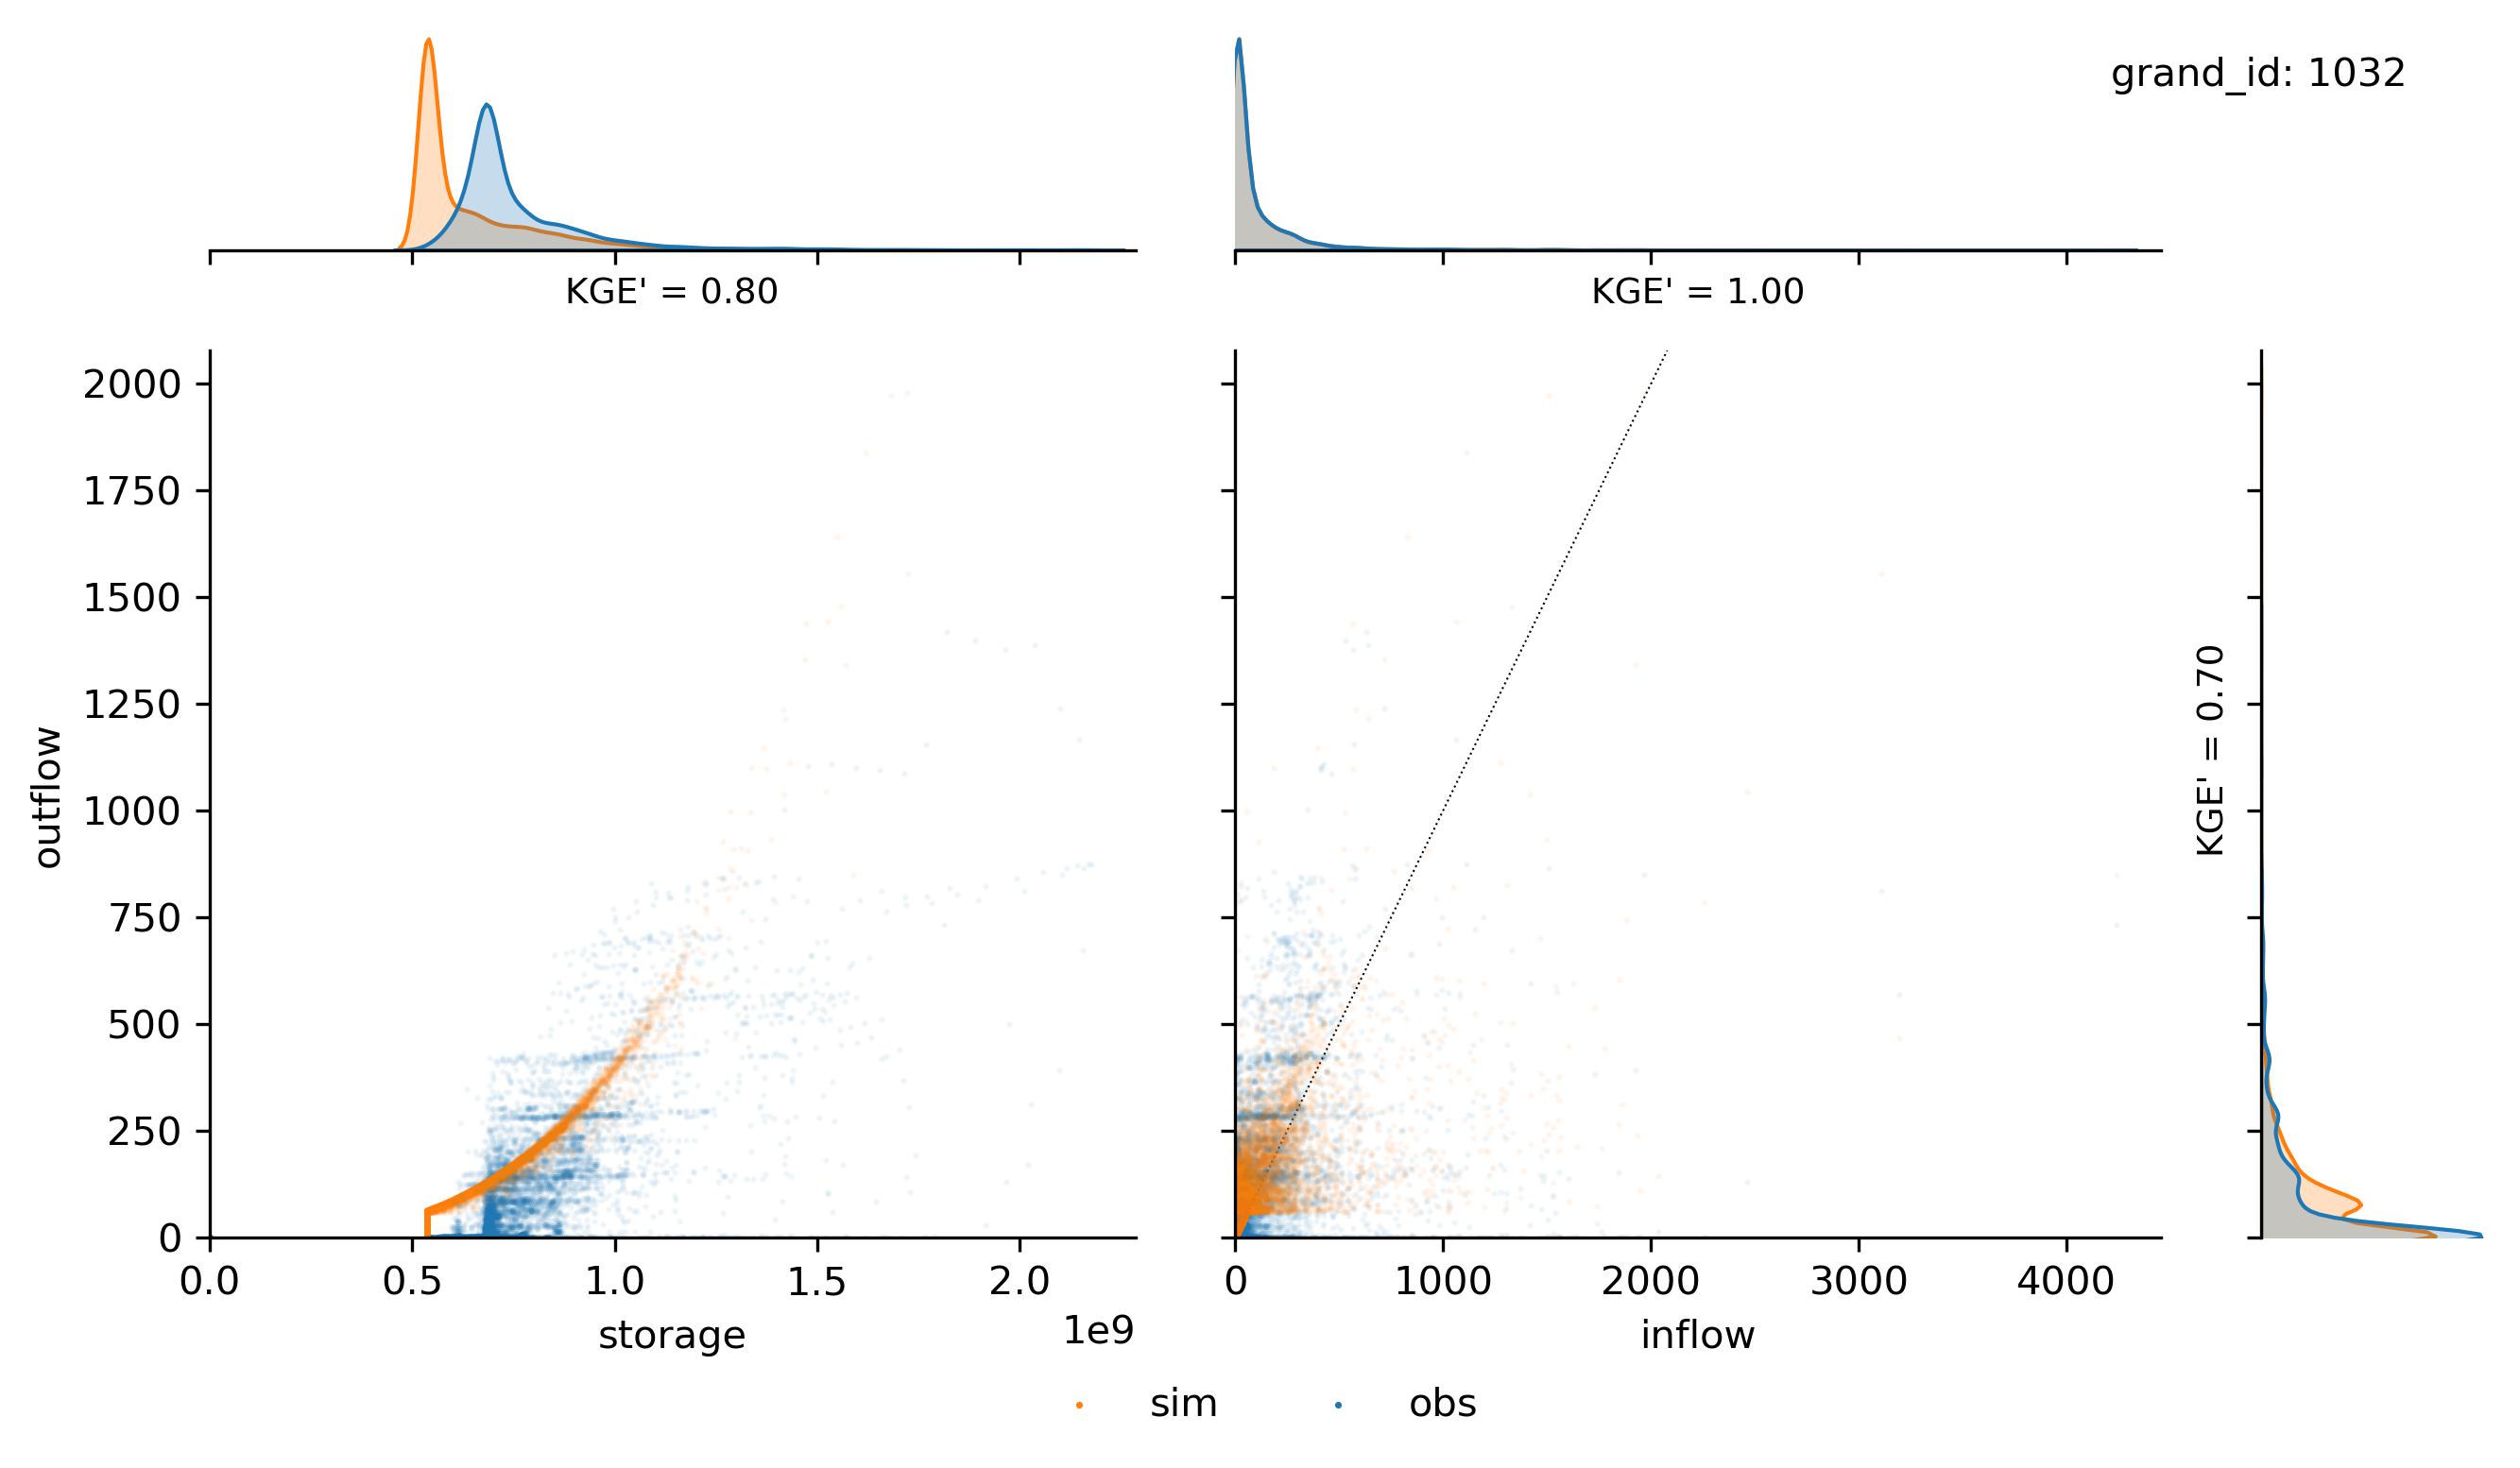 grand_id: 1032
KGE' = 0.80
KGE' = 1.00
2000
1750
1500
1250
1000
750
500
250
0
outflow
KGE' = 0.70
0.0 0.5 1.0 1.5 2.0
1e9
storage
0 1000 2000 3000 4000
inflow
sim obs